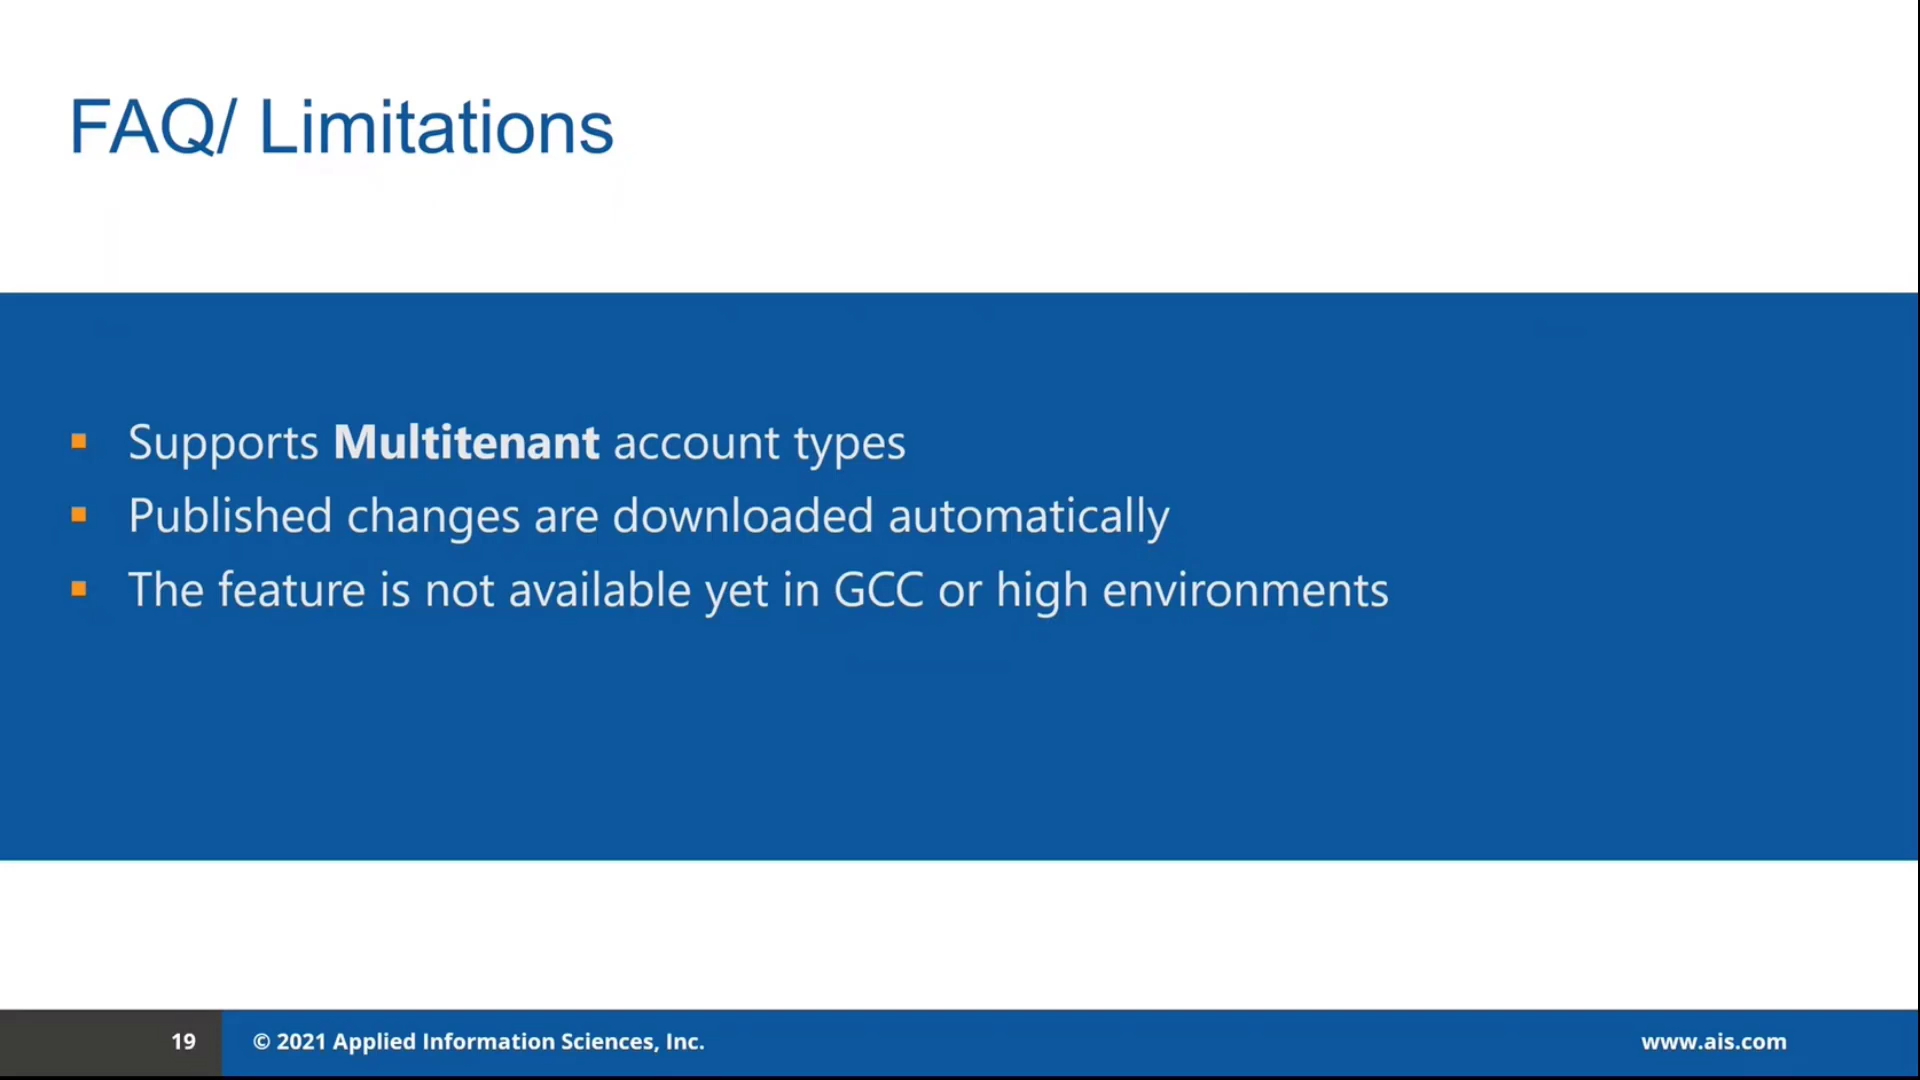 FAQ/ Limitations
Supports Multitenant account types
Published changes are downloaded automatically
The feature is not available yet in GCC or high environments
19
© 2021 Applied Information Sciences, Inc.
www.ais.com